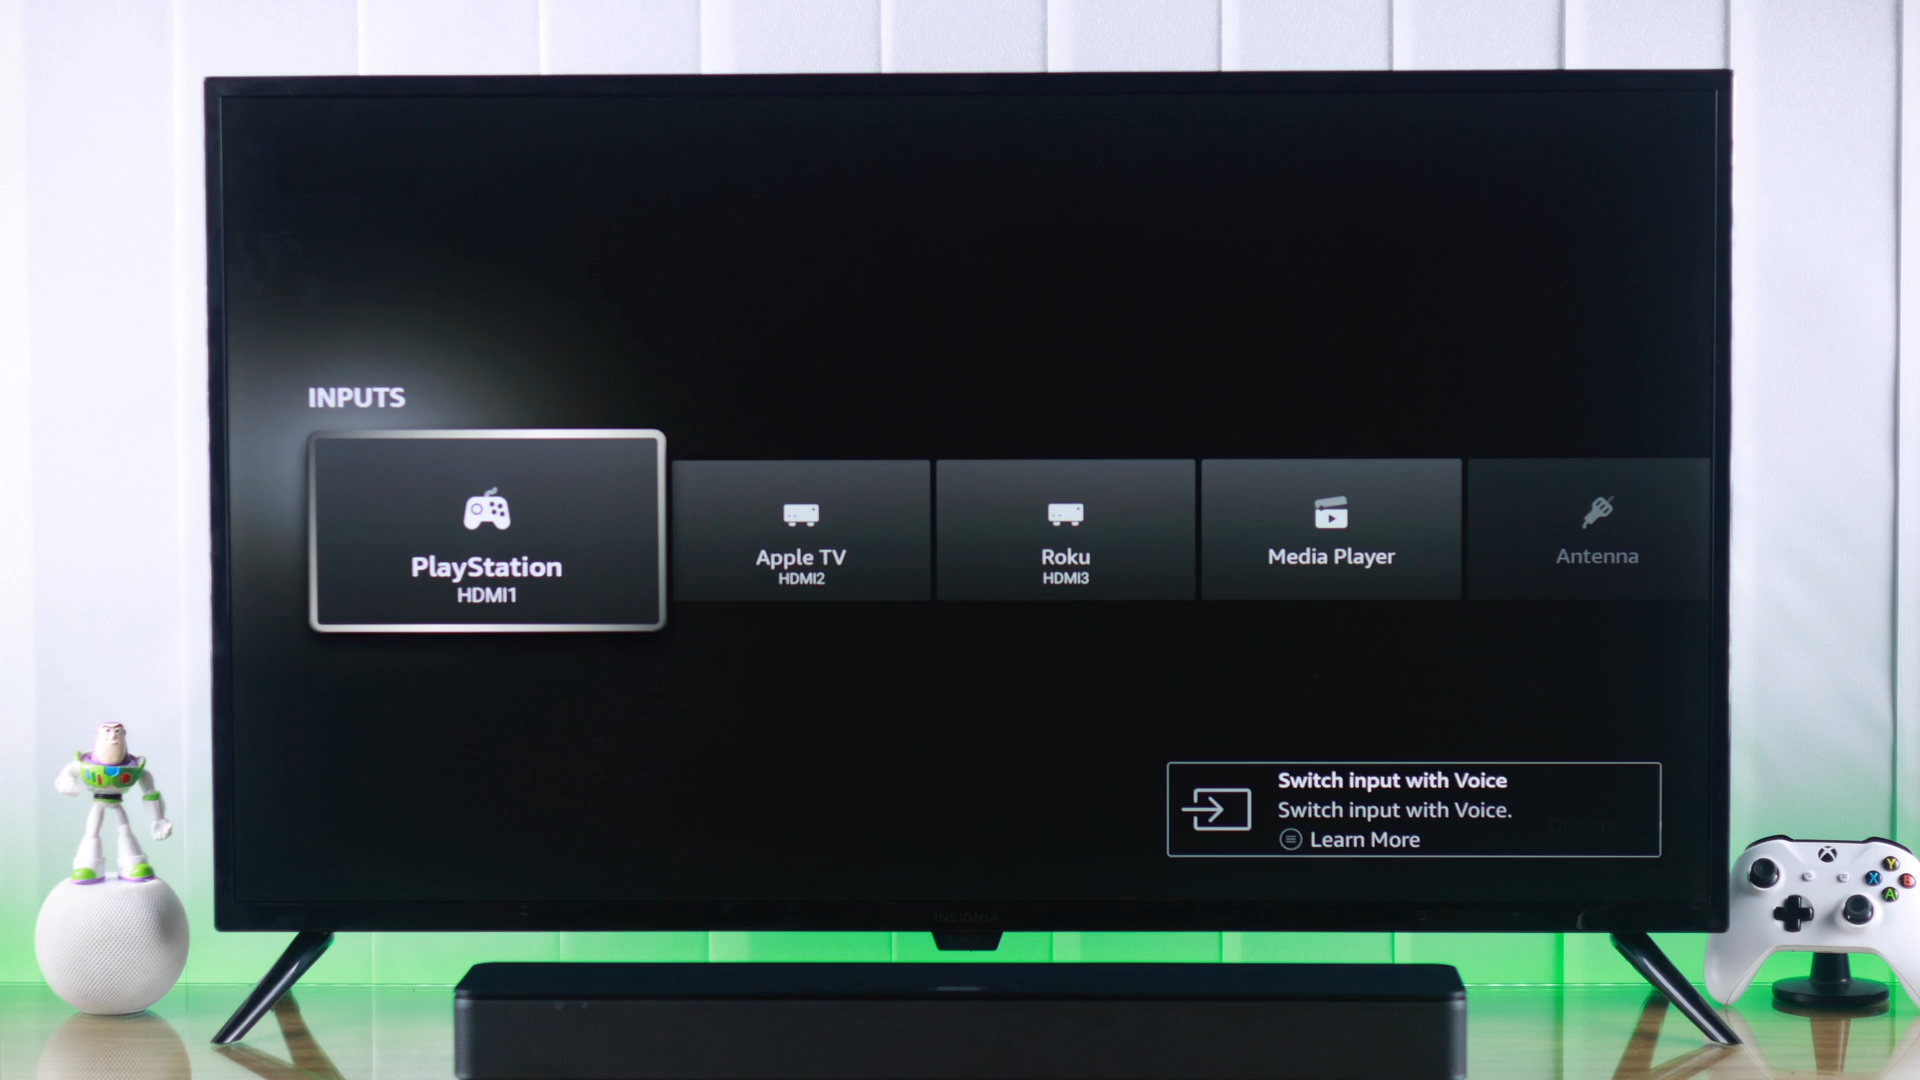 INPUTS
PlayStation
HDMI1
Apple TV
HDMI2
Roku
HDMI3
Media Player
Antenna
Switch input with Voice
Switch input with Voice.
Learn More
INSIGNIA
Y
X
B
A